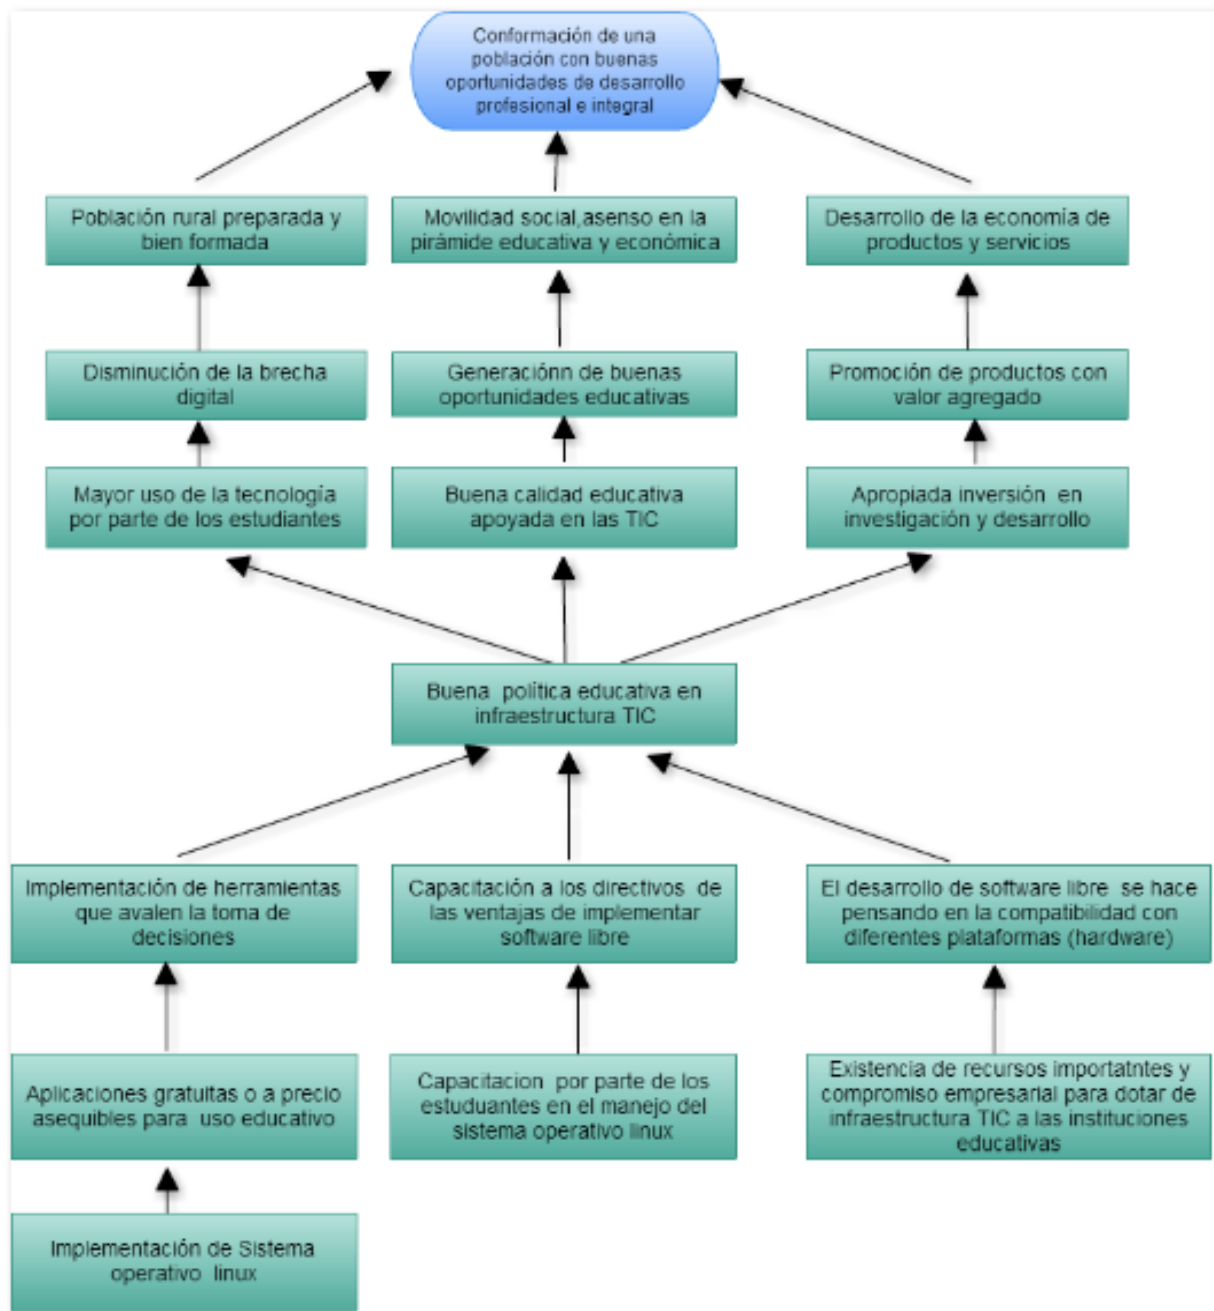 Conformación de una
población con buenas
oportunidades de desarrollo
profesional e integral
Población rural preparada y
bien formada
Movilidad social,asenso en la
pirámide educativa y económica
Desarrollo de la economía de
productos y servicios
Disminución de la brecha
digital
Generaciónn de buenas
oportunidades educativas
Promoción de productos con
valor agregado
Mayor uso de la tecnología
por parte de los estudiantes
Buena calidad educativa
apoyada en las TIC
Apropiada inversión en
investigación y desarrollo
Buena política educativa en
infraestructura TIC
Implementación de herramientas
que avalen la toma de
decisiones
Capacitación a los directivos de
las ventajas de implementar
software libre
El desarrollo de software libre se hace
pensando en la compatibilidad con
diferentes plataformas (hardware)
Aplicaciones gratuitas o a precio
asequibles para uso educativo
Capacitacion por parte de los
estuduantes en el manejo del
sistema operativo linux
Existencia de recursos importatntes y
compromiso empresarial para dotar de
infraestructura TIC a las instituciones
educativas
Implementación de Sistema
operativo linux